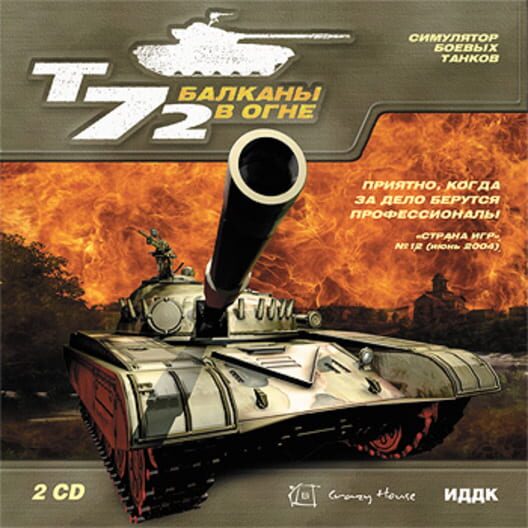 СИМУЛЯТОР
БОЕВЫХ
ТАНКОВ
Т72
БАЛКАНЫ
В ОГНЕ
ПРИЯТНО, КОГДА
ЗА ДЕЛО БЕРУТСЯ
ПРОФЕССИОНАЛЫ
«СТРАНА ИГР»
№12 (июнь 2004)
2 CD
Crazy House
ИДДК